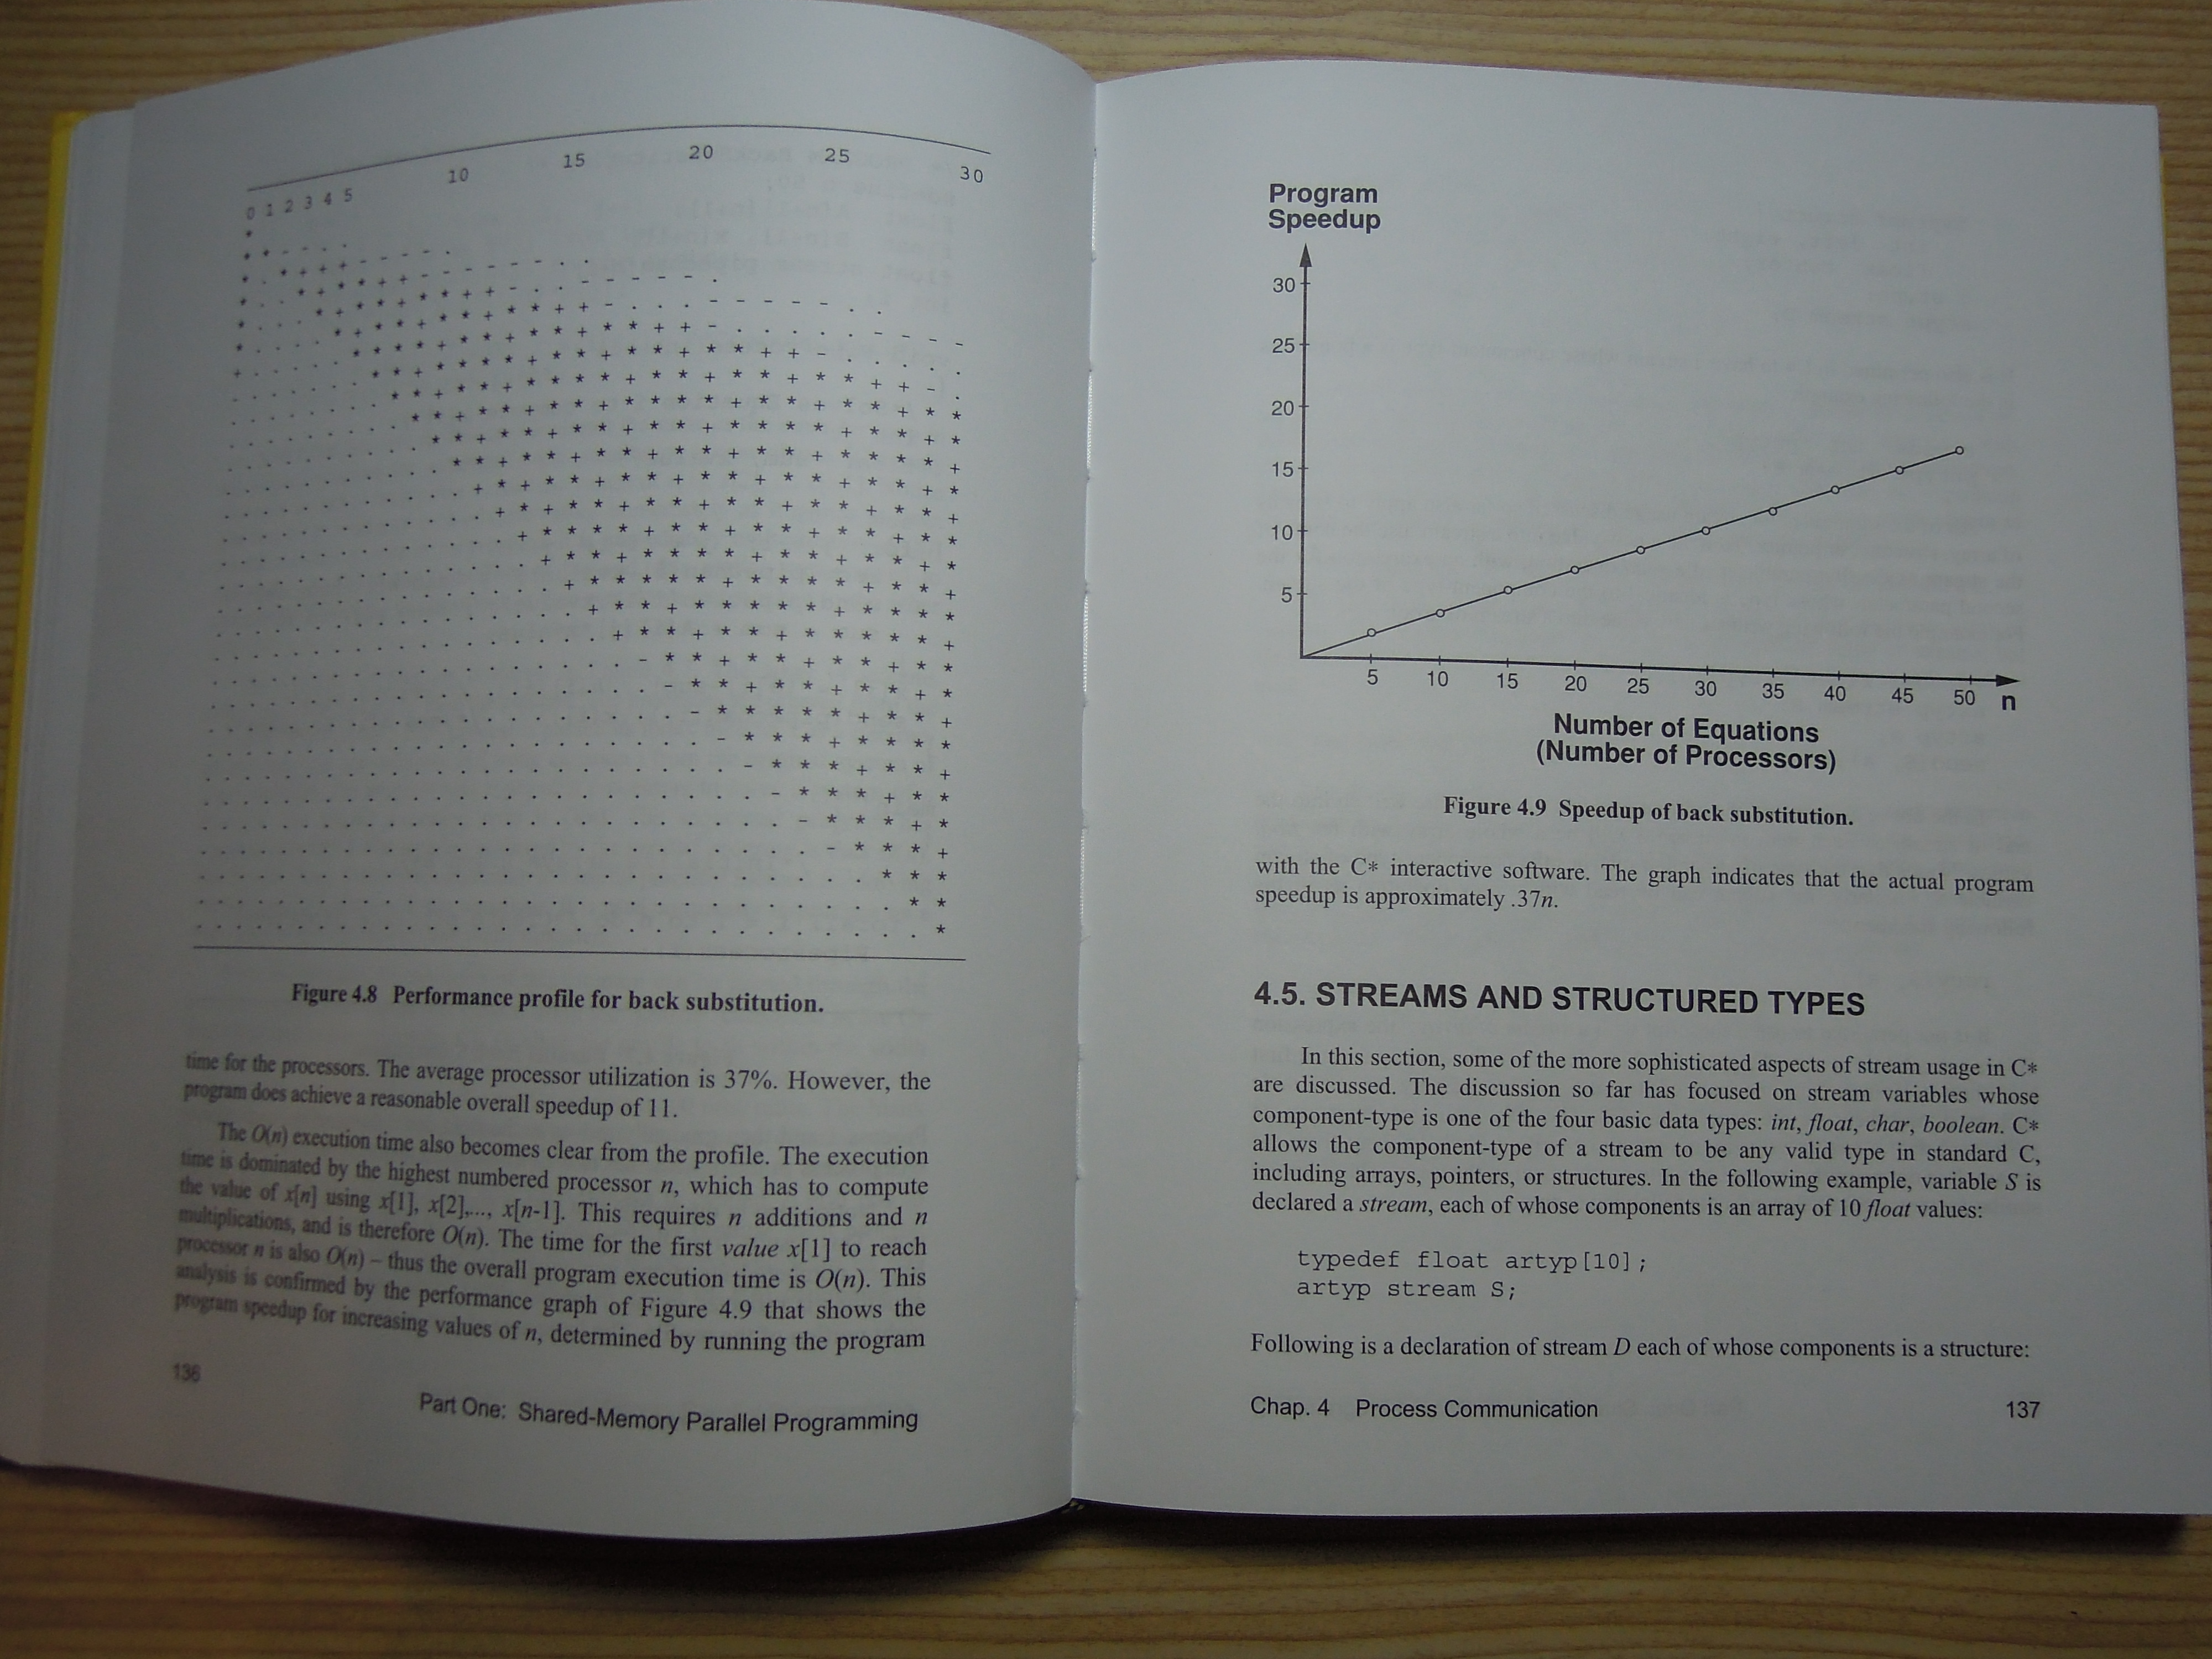 0 1 2 3 4 5 10 15 20 25 30
Figure 4.8 Performance profile for back substitution.
time for the processors. The average processor utilization is 37%. However, the
program does achieve a reasonable overall speedup of 11.
The O(n) execution time also becomes clear from the profile. The execution
time is dominated by the highest numbered processor n, which has to compute
the value of x[n] using x[1], x[2],..., x[n-1]. This requires n additions and n
multiplications, and is therefore O(n). The time for the first value x[1] to reach
processor n is also O(n) – thus the overall program execution time is O(n). This
analysis is confirmed by the performance graph of Figure 4.9 that shows the
program speedup for increasing values of n, determined by running the program
136
Part One: Shared-Memory Parallel Programming
Program
Speedup
30
25
20
15
10
5
5 10 15 20 25 30 35 40 45 50 n
Number of Equations
(Number of Processors)
Figure 4.9 Speedup of back substitution.
with the C* interactive software. The graph indicates that the actual program
speedup is approximately .37n.
4.5. STREAMS AND STRUCTURED TYPES
In this section, some of the more sophisticated aspects of stream usage in C*
are discussed. The discussion so far has focused on stream variables whose
component-type is one of the four basic data types: int, float, char, boolean. C*
allows the component-type of a stream to be any valid type in standard C,
including arrays, pointers, or structures. In the following example, variable S is
declared a stream, each of whose components is an array of 10 float values:
typedef float artyp[10];
artyp stream S;
Following is a declaration of stream D each of whose components is a structure:
Chap. 4 Process Communication 137